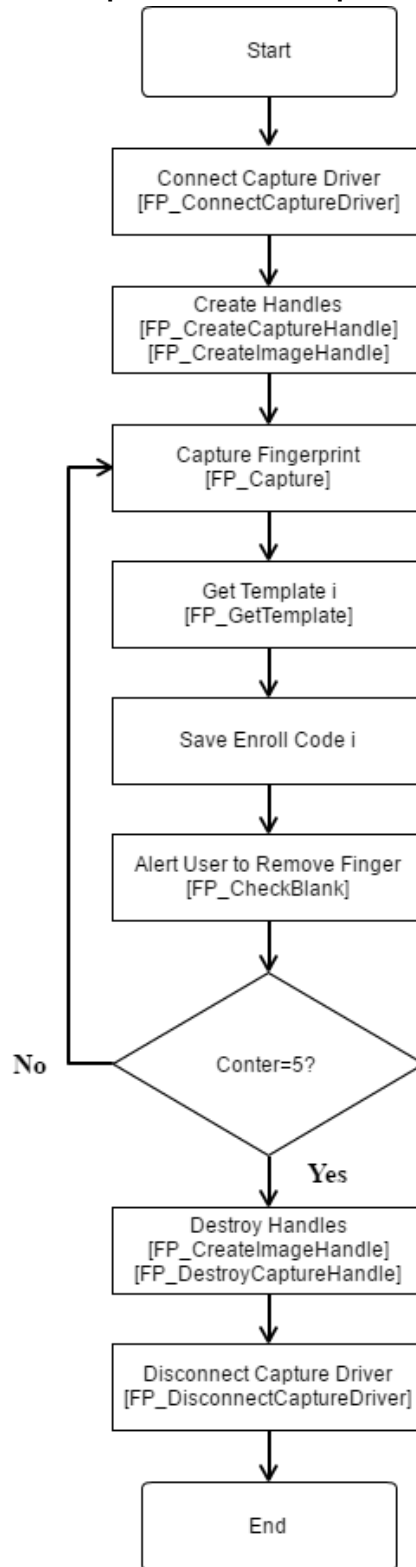 Start
Connect Capture Driver
[FP_ConnectCaptureDriver]
Create Handles
[FP_CreateCaptureHandle]
[FP_CreateImageHandle]
Capture Fingerprint
[FP_Capture]
Get Template i
[FP_GetTemplate]
Save Enroll Code i
Alert User to Remove Finger
[FP_CheckBlank]
Conter=5?
No
Yes
Destroy Handles
[FP_CreateImageHandle]
[FP_DestroyCaptureHandle]
Disconnect Capture Driver
[FP_DisconnectCaptureDriver]
End